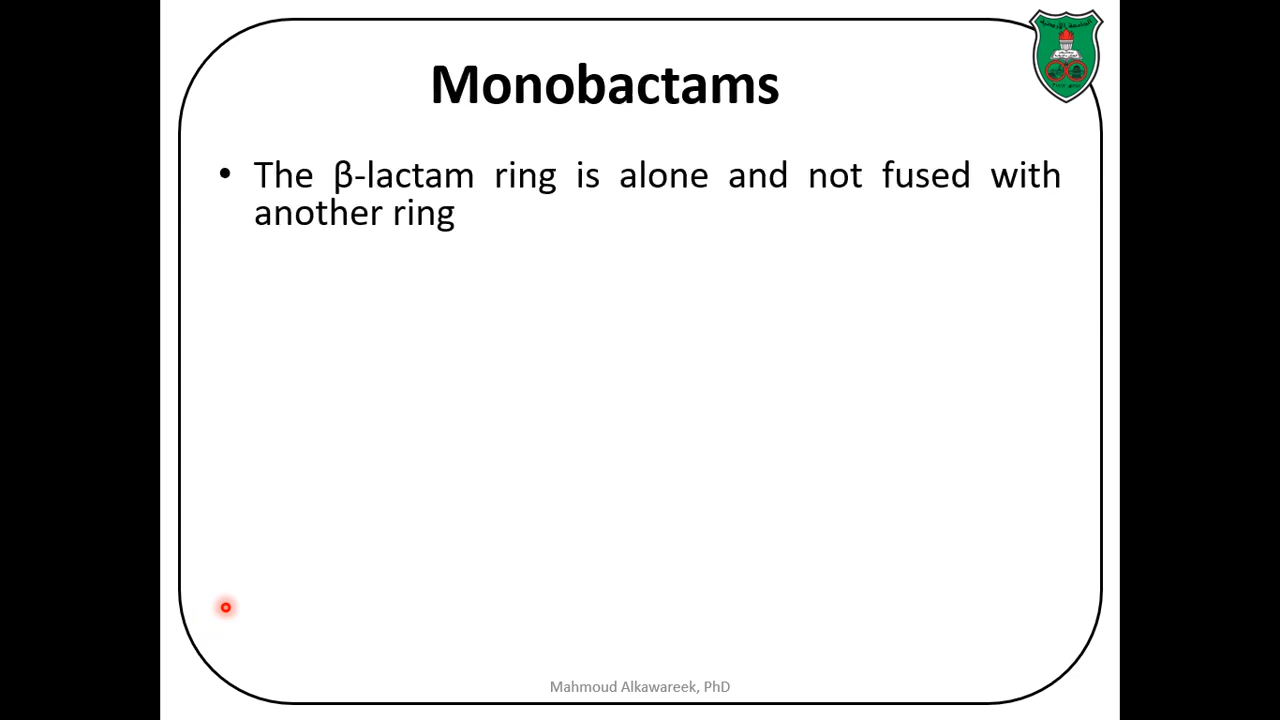 Monobactams
• The β-lactam ring is alone and not fused with
another ring
Mahmoud Alkawareek, PhD